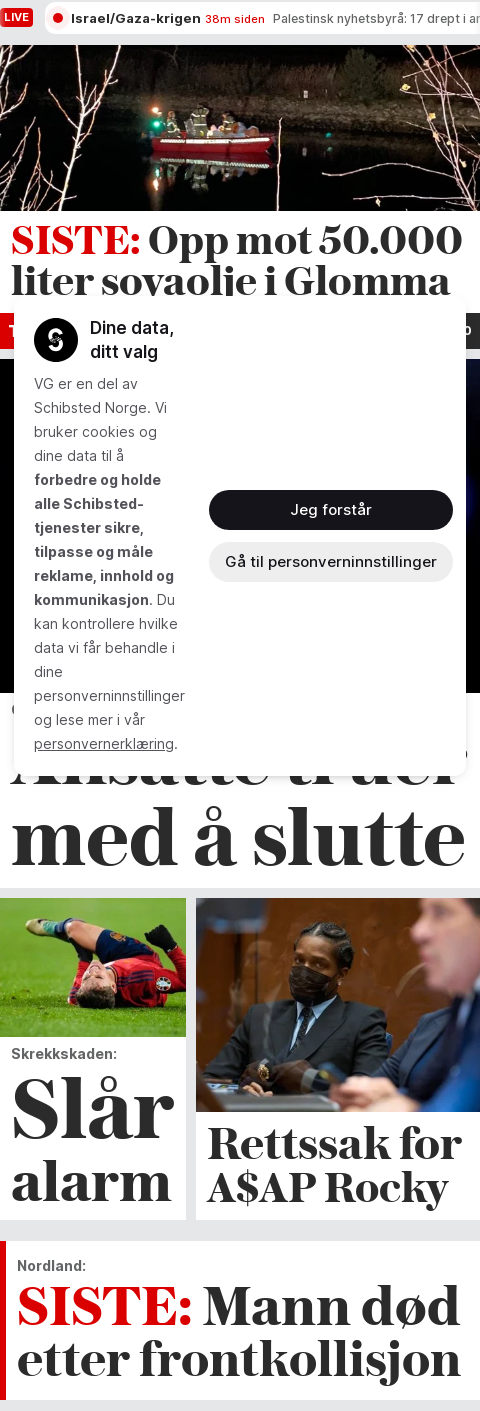 LIVE
Israel/Gaza-krigen 38m siden Palestinsk nyhetsbyrå: 17 drept i
SISTE: Opp mot 50.000
liter soyaolje i Glomma
Dine data,
ditt valg
VG er en del av
Schibsted Norge. Vi
bruker cookies og
dine data til å
forbedre og holde
alle Schibsted-
tjenester sikre,
tilpasse og måle
reklame, innhold og
kommunikasjon. Du
kan kontrollere hvilke
data vi får behandle i
dine
personverninnstillinger
og lese mer i vår
personvernerklæring.
Jeg forstår
Gå til personverninnstillinger
Ansatte truer
med å slutte
Skrekkskaden:
Slår
alarm
Rettssak for
A$AP Rocky
Nordland:
SISTE: Mann død
etter frontkollisjon